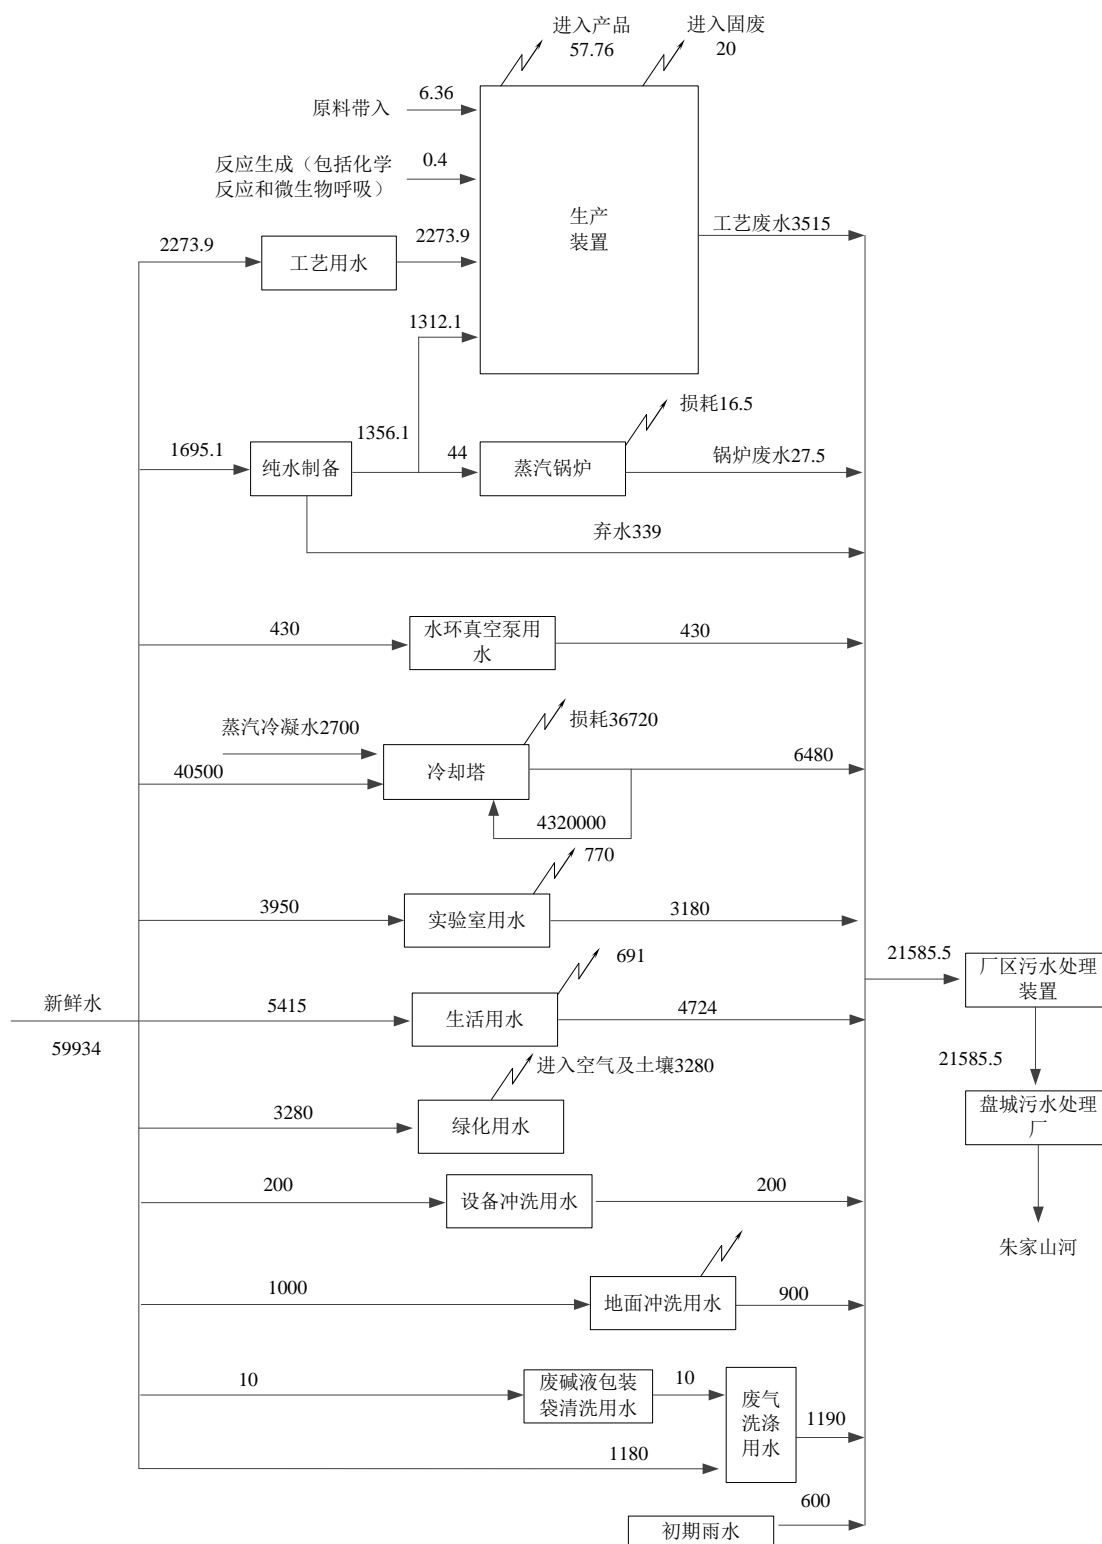 进入产品
57.76
进入固废
20
原料带入
6.36
反应生成（包括化学
反应和微生物呼吸）
0.4
生产
装置
工艺废水3515
2273.9
工艺用水
2273.9
1312.1
损耗16.5
1695.1
纯水制备
1356.1
44
蒸汽锅炉
锅炉废水27.5
弃水339
430
水环真空泵用
水
430
蒸汽冷凝水2700
损耗36720
40500
冷却塔
6480
4320000
770
3950
实验室用水
3180
691
21585.5
厂区污水处理
装置
新鲜水
59934
5415
生活用水
4724
进入空气及土壤3280
21585.5
3280
绿化用水
盘城污水处理
厂
200
设备冲洗用水
200
朱家山河
1000
地面冲洗用水
900
10
废碱液包装
袋清洗用水
10
废气
洗涤
用水
1190
1180
600
初期雨水